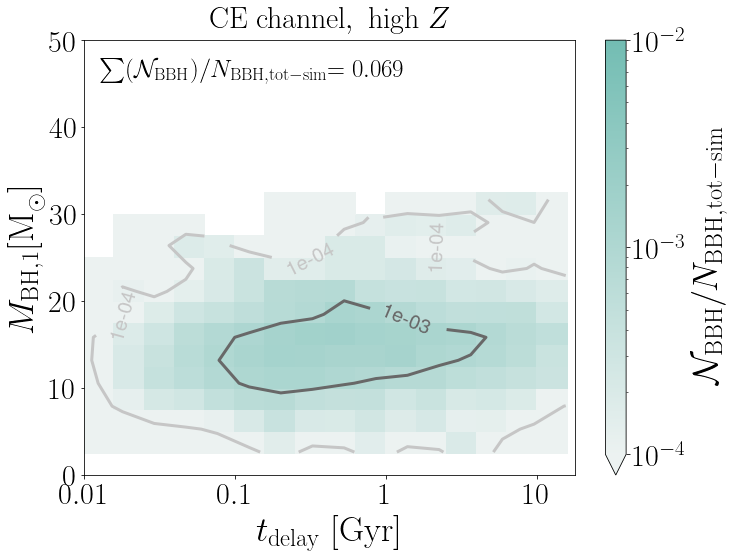 CE channel, high Z
50
40
30
20
10
0
M_BH,1[M_⊙]
∑(𝒩_BBH)/N_BBH,tot−sim= 0.069
1e-04
1e-04
1e-04
1e-03
0.01
0.1
1
10
t_delay [Gyr]
10^−2
10^−3
10^−4
𝒩_BBH/N_BBH,tot−sim